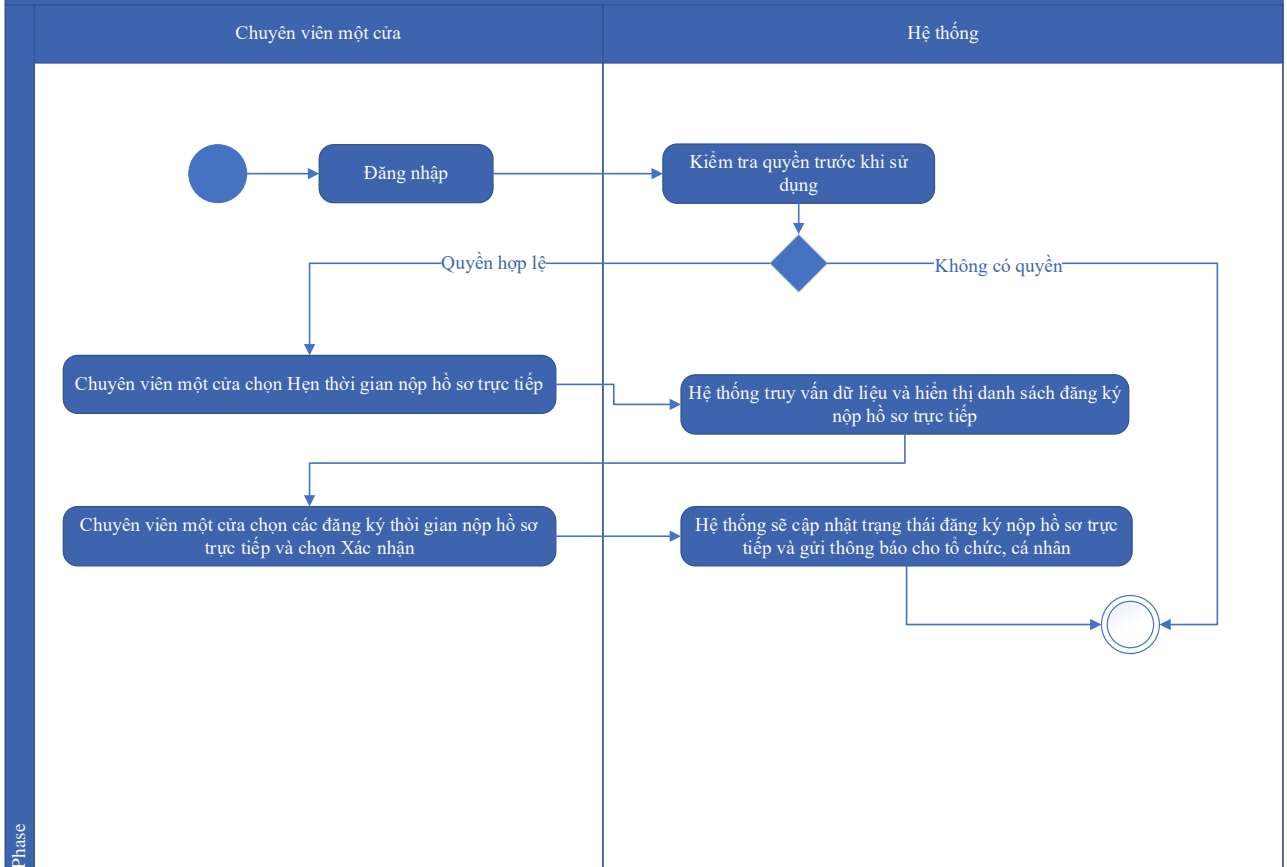 Chuyên viên một cửa
Hệ thống
Đăng nhập
Kiểm tra quyền trước khi sử
dụng
Quyền hợp lệ
Không có quyền
Chuyên viên một cửa chọn Hẹn thời gian nộp hồ sơ trực tiếp
Hệ thống truy vấn dữ liệu và hiển thị danh sách đăng ký
nộp hồ sơ trực tiếp
Chuyên viên một cửa chọn các đăng ký thời gian nộp hồ sơ
trực tiếp và chọn Xác nhận
Hệ thống sẽ cập nhật trạng thái đăng ký nộp hồ sơ trực
tiếp và gửi thông báo cho tổ chức, cá nhân
Phase